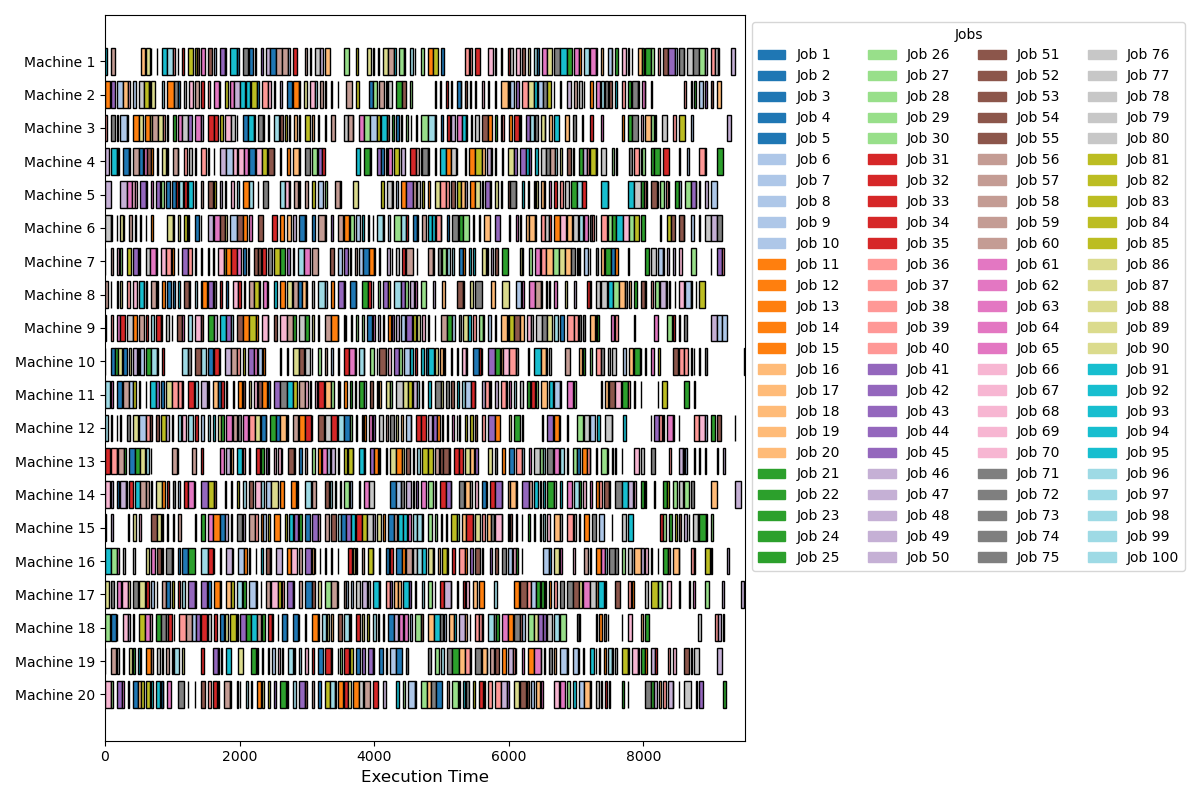 Machine 1
Machine 2
Machine 3
Machine 4
Machine 5
Machine 6
Machine 7
Machine 8
Machine 9
Machine 10
Machine 11
Machine 12
Machine 13
Machine 14
Machine 15
Machine 16
Machine 17
Machine 18
Machine 19
Machine 20
0 2000 4000 6000 8000
Execution Time
Jobs
Job 1 Job 26 Job 51 Job 76
Job 2 Job 27 Job 52 Job 77
Job 3 Job 28 Job 53 Job 78
Job 4 Job 29 Job 54 Job 79
Job 5 Job 30 Job 55 Job 80
Job 6 Job 31 Job 56 Job 81
Job 7 Job 32 Job 57 Job 82
Job 8 Job 33 Job 58 Job 83
Job 9 Job 34 Job 59 Job 84
Job 10 Job 35 Job 60 Job 85
Job 11 Job 36 Job 61 Job 86
Job 12 Job 37 Job 62 Job 87
Job 13 Job 38 Job 63 Job 88
Job 14 Job 39 Job 64 Job 89
Job 15 Job 40 Job 65 Job 90
Job 16 Job 41 Job 66 Job 91
Job 17 Job 42 Job 67 Job 92
Job 18 Job 43 Job 68 Job 93
Job 19 Job 44 Job 69 Job 94
Job 20 Job 45 Job 70 Job 95
Job 21 Job 46 Job 71 Job 96
Job 22 Job 47 Job 72 Job 97
Job 23 Job 48 Job 73 Job 98
Job 24 Job 49 Job 74 Job 99
Job 25 Job 50 Job 75 Job 100